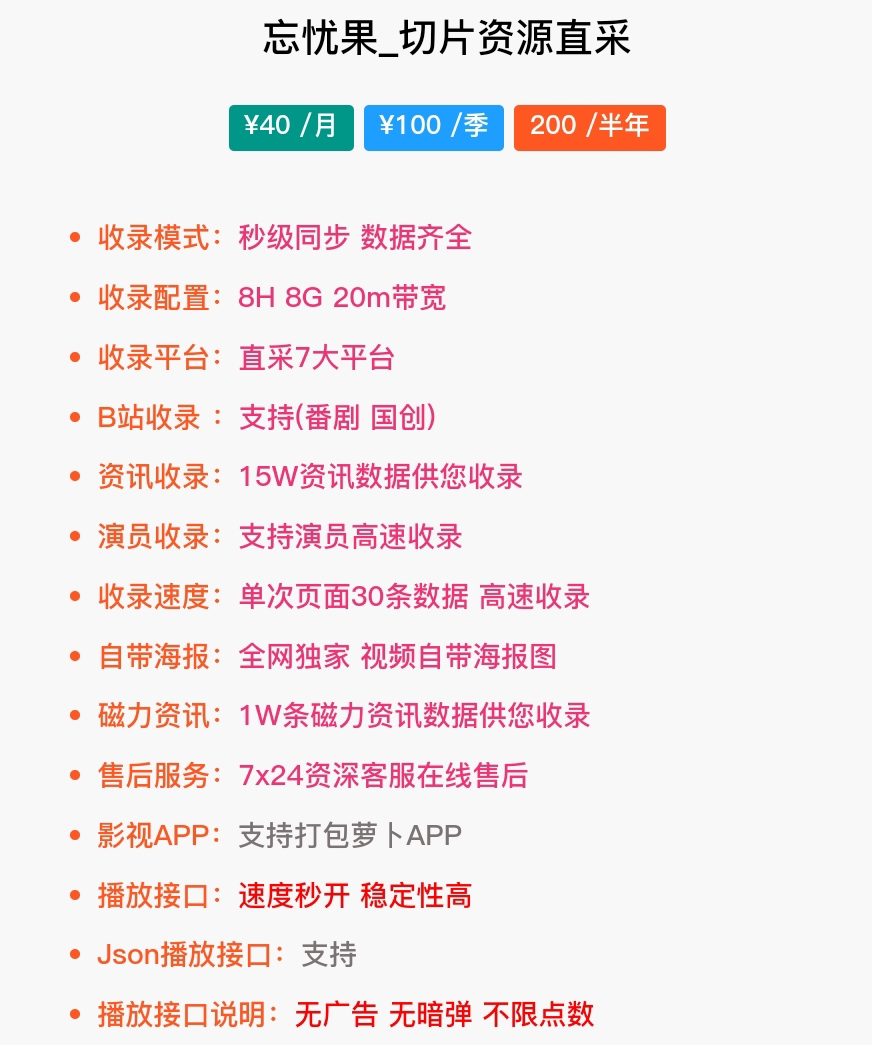 忘忧果_切片资源直采
¥40 /月 ¥100 /季 200 /半年
收录模式：秒级同步 数据齐全
收录配置：8H 8G 20m带宽
收录平台：直采7大平台
B站收录 ：支持(番剧 国创)
资讯收录：15W资讯数据供您收录
演员收录：支持演员高速收录
收录速度：单次页面30条数据 高速收录
自带海报：全网独家 视频自带海报图
磁力资讯：1W条磁力资讯数据供您收录
售后服务：7x24资深客服在线售后
影视APP：支持打包萝卜APP
播放接口：速度秒开 稳定性高
Json播放接口：支持
播放接口说明：无广告 无暗弹 不限点数